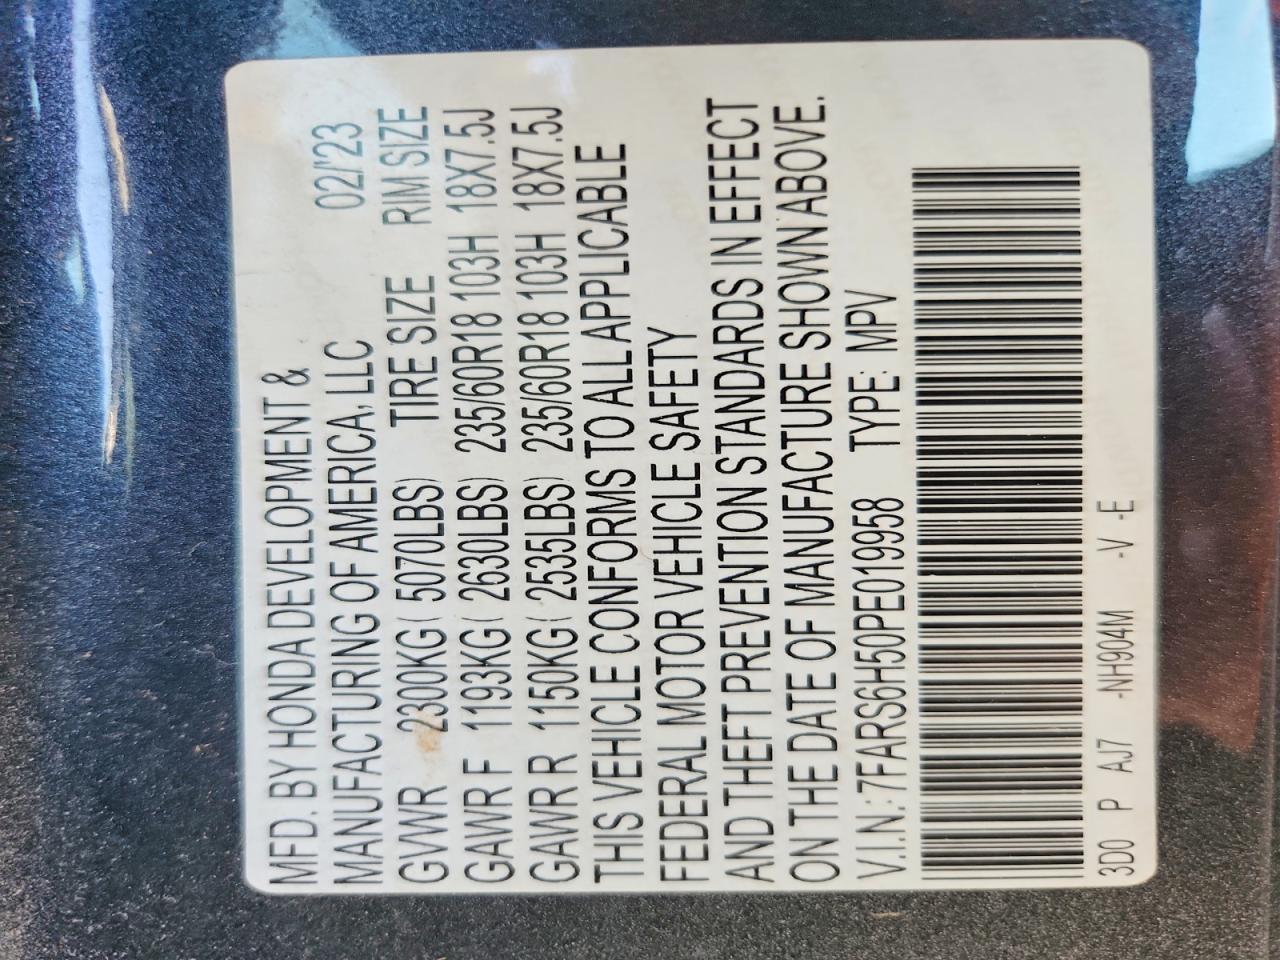 MFD. BY HONDA DEVELOPMENT &
MANUFACTURING OF AMERICA, LLC 02/'23
GVWR 2300KG( 5070LBS) TIRE SIZE RIM SIZE
GAWR F 1193KG( 2630LBS) 235/60R18 103H 18X7.5J
GAWR R 1150KG( 2535LBS) 235/60R18 103H 18X7.5J
THIS VEHICLE CONFORMS TO ALL APPLICABLE
FEDERAL MOTOR VEHICLE SAFETY
AND THEFT PREVENTION STANDARDS IN EFFECT
ON THE DATE OF MANUFACTURE SHOWN ABOVE.
V.I.N.: 7FARS6H50PE019958 TYPE: MPV
3D0 P AJ7 -NH904M -V -E